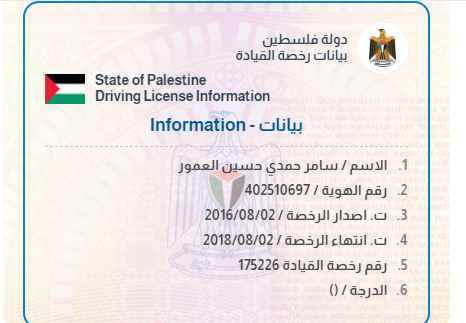 دولة فلسطين
بيانات رخصة القيادة
State of Palestine
Driving License Information
Information - بيانات
1. الاسم / سامر حمدي حسين العمور
2. رقم الهوية / 402510697
3. ت. اصدار الرخصة / 2016/08/02
4. ت. انتهاء الرخصة / 2018/08/02
5. رقم رخصة القيادة 175226
6. الدرجة / ()